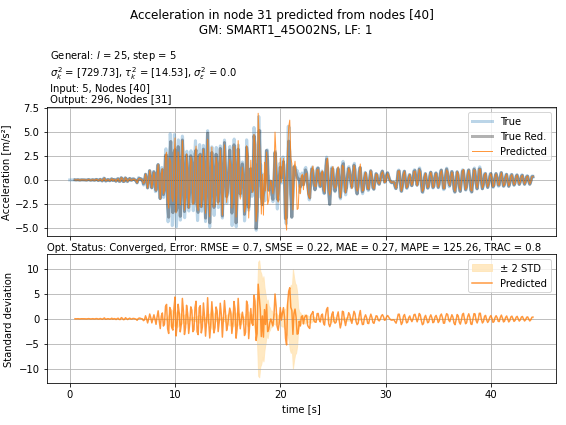 Acceleration in node 31 predicted from nodes [40]
GM: SMART1_45O02NS, LF: 1
General: l = 25, step = 5
σ²ₖ = [729.73], τ²ₖ = [14.53], σ²ₑ = 0.0
Input: 5, Nodes [40]
Output: 296, Nodes [31]
Acceleration [m/s²]
7.5
5.0
2.5
0.0
−2.5
−5.0
True
True Red.
Predicted
Opt. Status: Converged, Error: RMSE = 0.7, SMSE = 0.22, MAE = 0.27, MAPE = 125.26, TRAC = 0.8
Standard deviation
10
5
0
−5
−10
± 2 STD
Predicted
0 10 20 30 40
time [s]